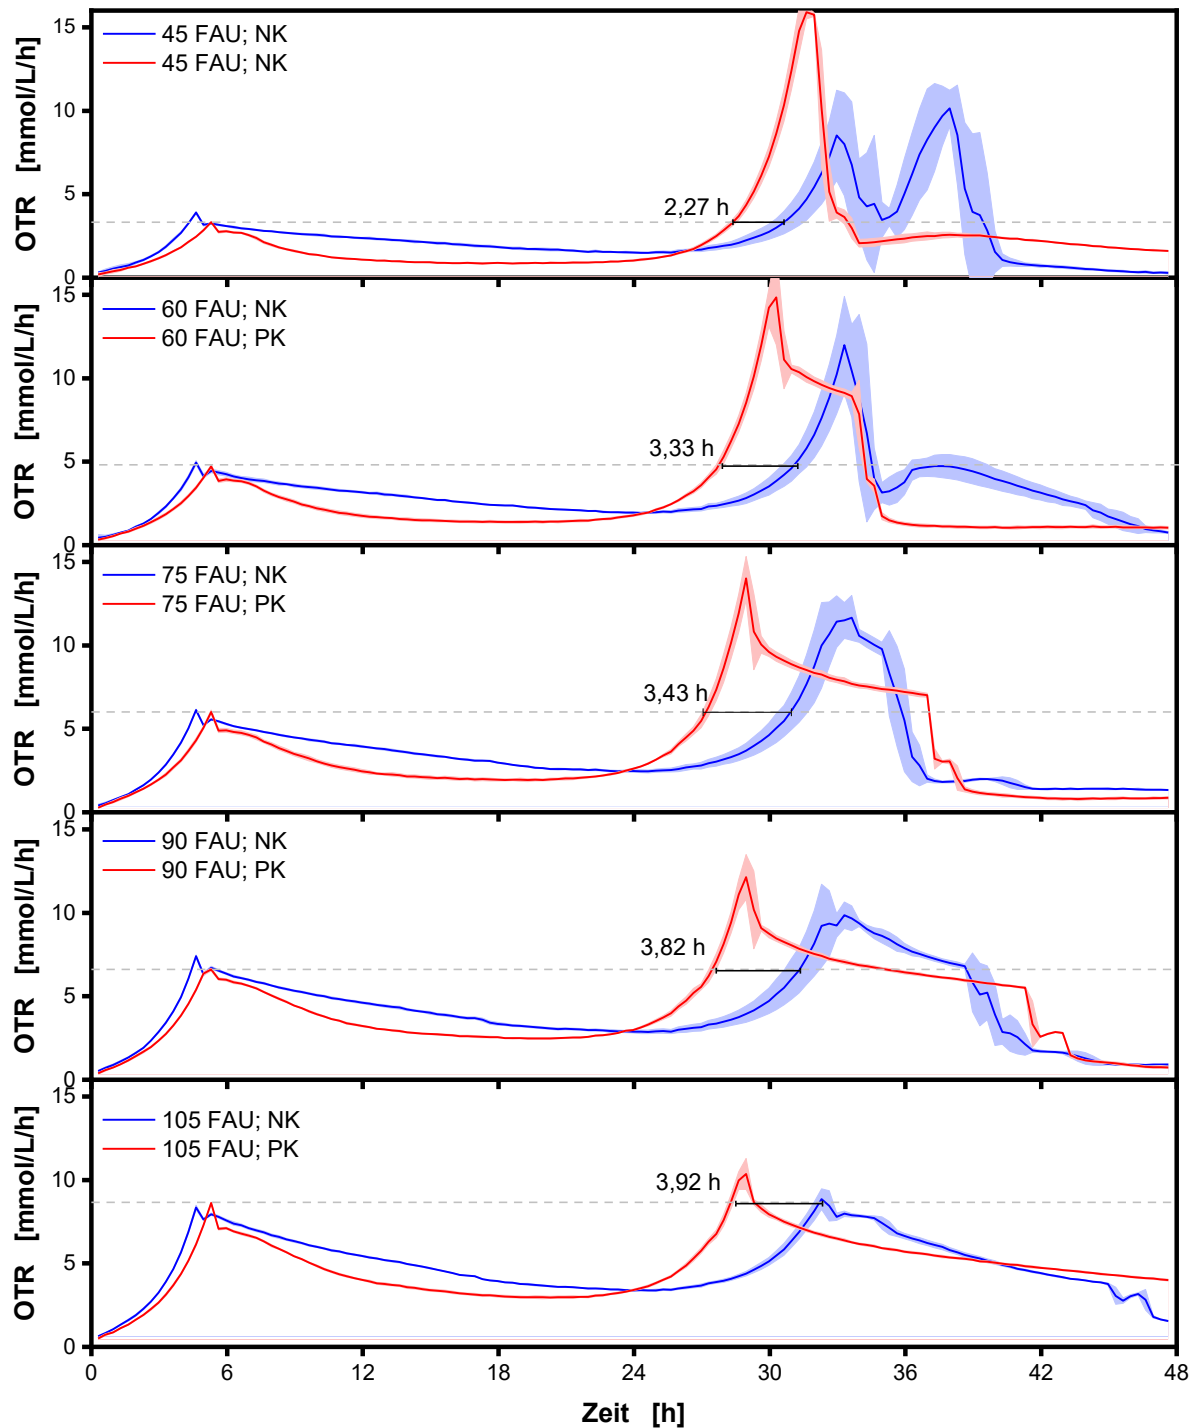 15
10
5
0
OTR [mmol/L/h]
45 FAU; NK
45 FAU; NK
2,27 h
15
10
5
0
OTR [mmol/L/h]
60 FAU; NK
60 FAU; PK
3,33 h
15
10
5
0
OTR [mmol/L/h]
75 FAU; NK
75 FAU; PK
3,43 h
15
10
5
0
OTR [mmol/L/h]
90 FAU; NK
90 FAU; PK
3,82 h
15
10
5
0
OTR [mmol/L/h]
105 FAU; NK
105 FAU; PK
3,92 h
0 6 12 18 24 30 36 42 48
Zeit [h]